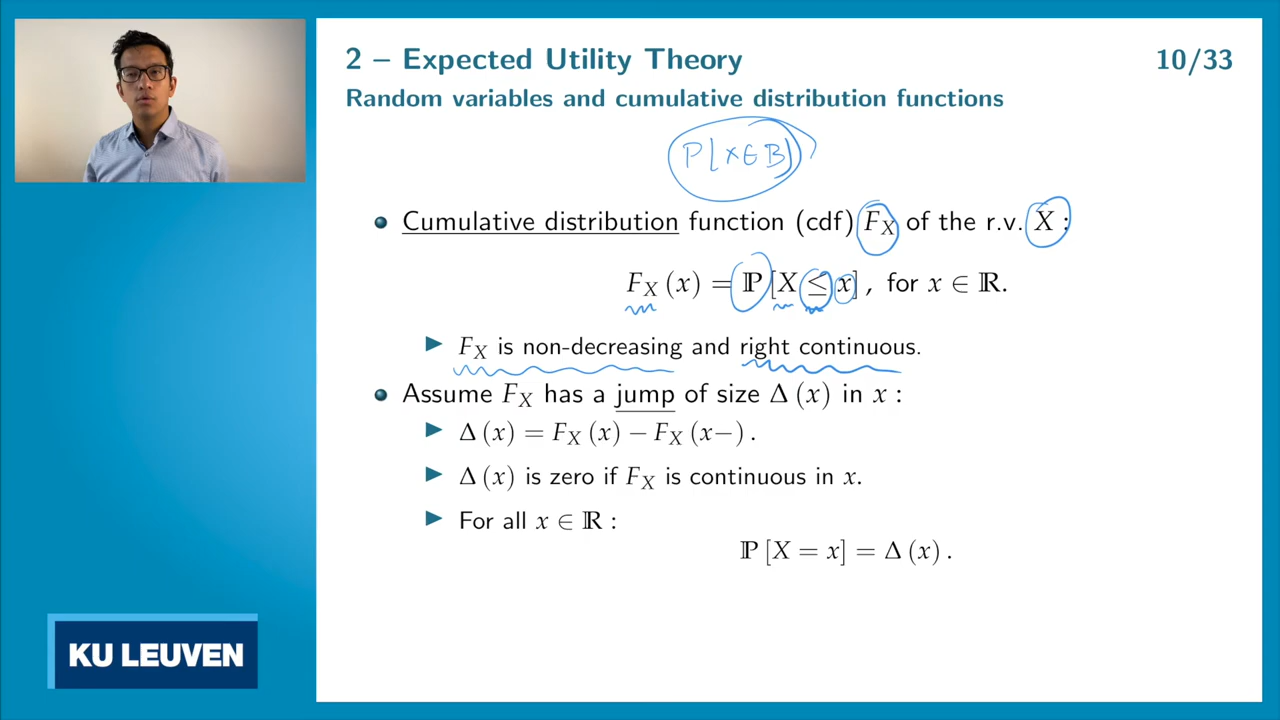 2 – Expected Utility Theory 10/33
Random variables and cumulative distribution functions
P[X∈B]
Cumulative distribution function (cdf) F_X of the r.v. X :
F_X (x) = ℙ [X ≤ x] , for x ∈ ℝ.
F_X is non-decreasing and right continuous.
Assume F_X has a jump of size Δ (x) in x :
Δ (x) = F_X (x) − F_X (x−) .
Δ (x) is zero if F_X is continuous in x.
For all x ∈ ℝ :
ℙ [X = x] = Δ (x) .
KU LEUVEN